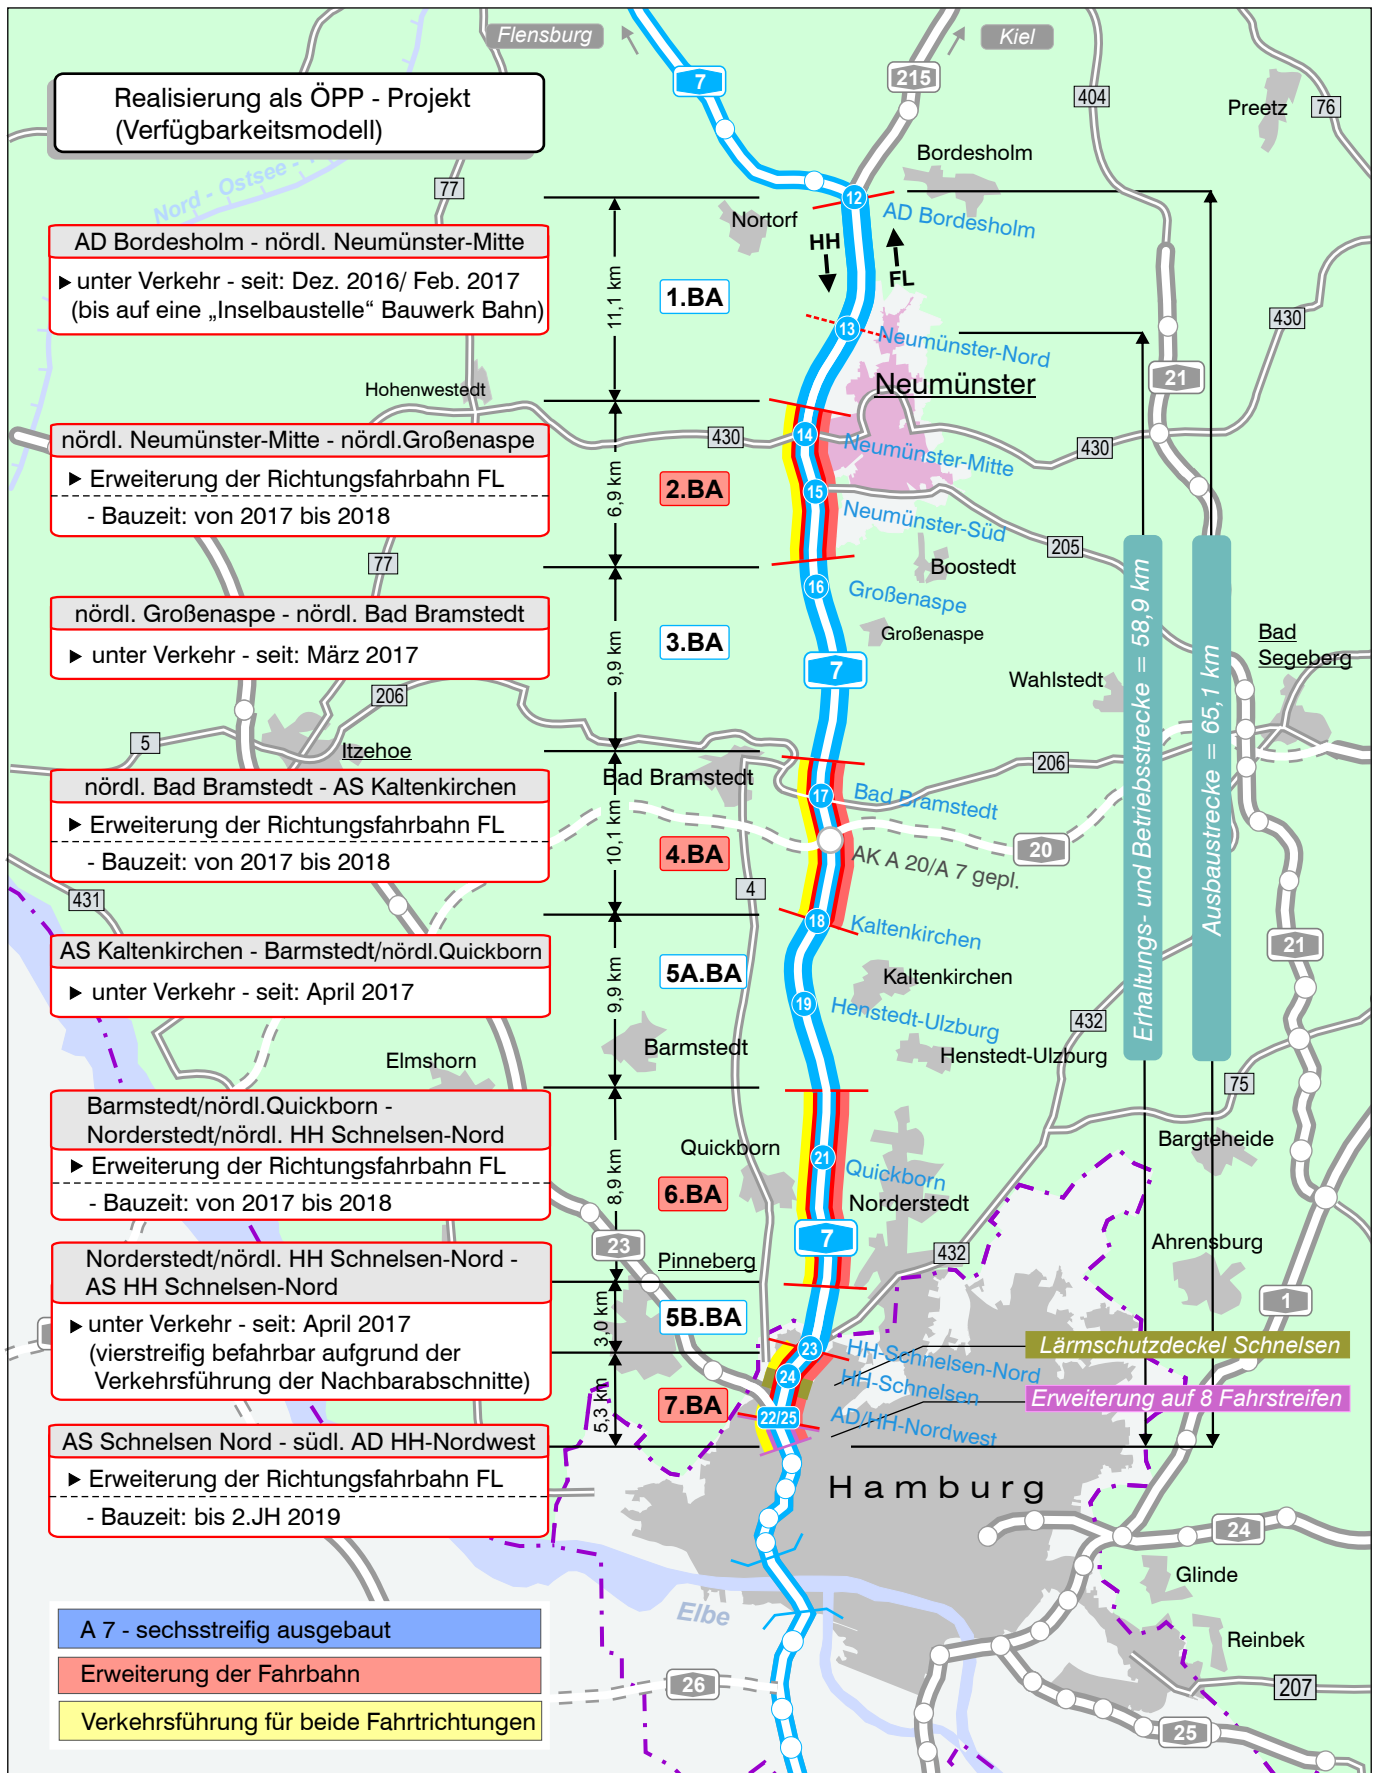 Flensburg
Kiel
7
215
404
76
Preetz
Realisierung als ÖPP - Projekt
(Verfügbarkeitsmodell)
Nord - Ostsee -
77
Bordesholm
12
AD Bordesholm
Nortorf
HH
FL
AD Bordesholm - nördl. Neumünster-Mitte
unter Verkehr - seit: Dez. 2016/ Feb. 2017
(bis auf eine „Inselbaustelle“ Bauwerk Bahn)
11,1 km
1.BA
13
Neumünster-Nord
430
21
Neumünster
Hohenwestedt
nördl. Neumünster-Mitte - nördl.Großenaspe
Erweiterung der Richtungsfahrbahn FL
- Bauzeit: von 2017 bis 2018
6,9 km
2.BA
430
14
Neumünster-Mitte
430
15
Neumünster-Süd
205
Boostedt
77
16
Großenaspe
Großenaspe
nördl. Großenaspe - nördl. Bad Bramstedt
unter Verkehr - seit: März 2017
9,9 km
3.BA
7
Wahlstedt
Bad
Segeberg
Erhaltungs- und Betriebsstrecke = 58,9 km
Ausbaustrecke = 65,1 km
206
5
Itzehoe
206
Bad Bramstedt
17
Bad Bramstedt
nördl. Bad Bramstedt - AS Kaltenkirchen
Erweiterung der Richtungsfahrbahn FL
- Bauzeit: von 2017 bis 2018
10,1 km
4.BA
AK A 20/A 7 gepl.
20
4
431
18
Kaltenkirchen
21
AS Kaltenkirchen - Barmstedt/nördl.Quickborn
unter Verkehr - seit: April 2017
9,9 km
5A.BA
Kaltenkirchen
19
Henstedt-Ulzburg
432
Barmstedt
Henstedt-Ulzburg
Elmshorn
75
Barmstedt/nördl.Quickborn -
Norderstedt/nördl. HH Schnelsen-Nord
Erweiterung der Richtungsfahrbahn FL
- Bauzeit: von 2017 bis 2018
8,9 km
6.BA
Quickborn
21
Quickborn
Norderstedt
Bargteheide
7
23
432
Ahrensburg
Pinneberg
1
Norderstedt/nördl. HH Schnelsen-Nord -
AS HH Schnelsen-Nord
unter Verkehr - seit: April 2017
(vierstreifig befahrbar aufgrund der
Verkehrsführung der Nachbarabschnitte)
3,0 km
5B.BA
23
HH-Schnelsen-Nord
Lärmschutzdeckel Schnelsen
24
HH-Schnelsen
Erweiterung auf 8 Fahrstreifen
5,3 km
7.BA
22/25
AD/HH-Nordwest
AS Schnelsen Nord - südl. AD HH-Nordwest
Erweiterung der Richtungsfahrbahn FL
- Bauzeit: bis 2.JH 2019
Hamburg
24
Glinde
Elbe
Reinbek
26
207
25
A 7 - sechsstreifig ausgebaut
Erweiterung der Fahrbahn
Verkehrsführung für beide Fahrtrichtungen